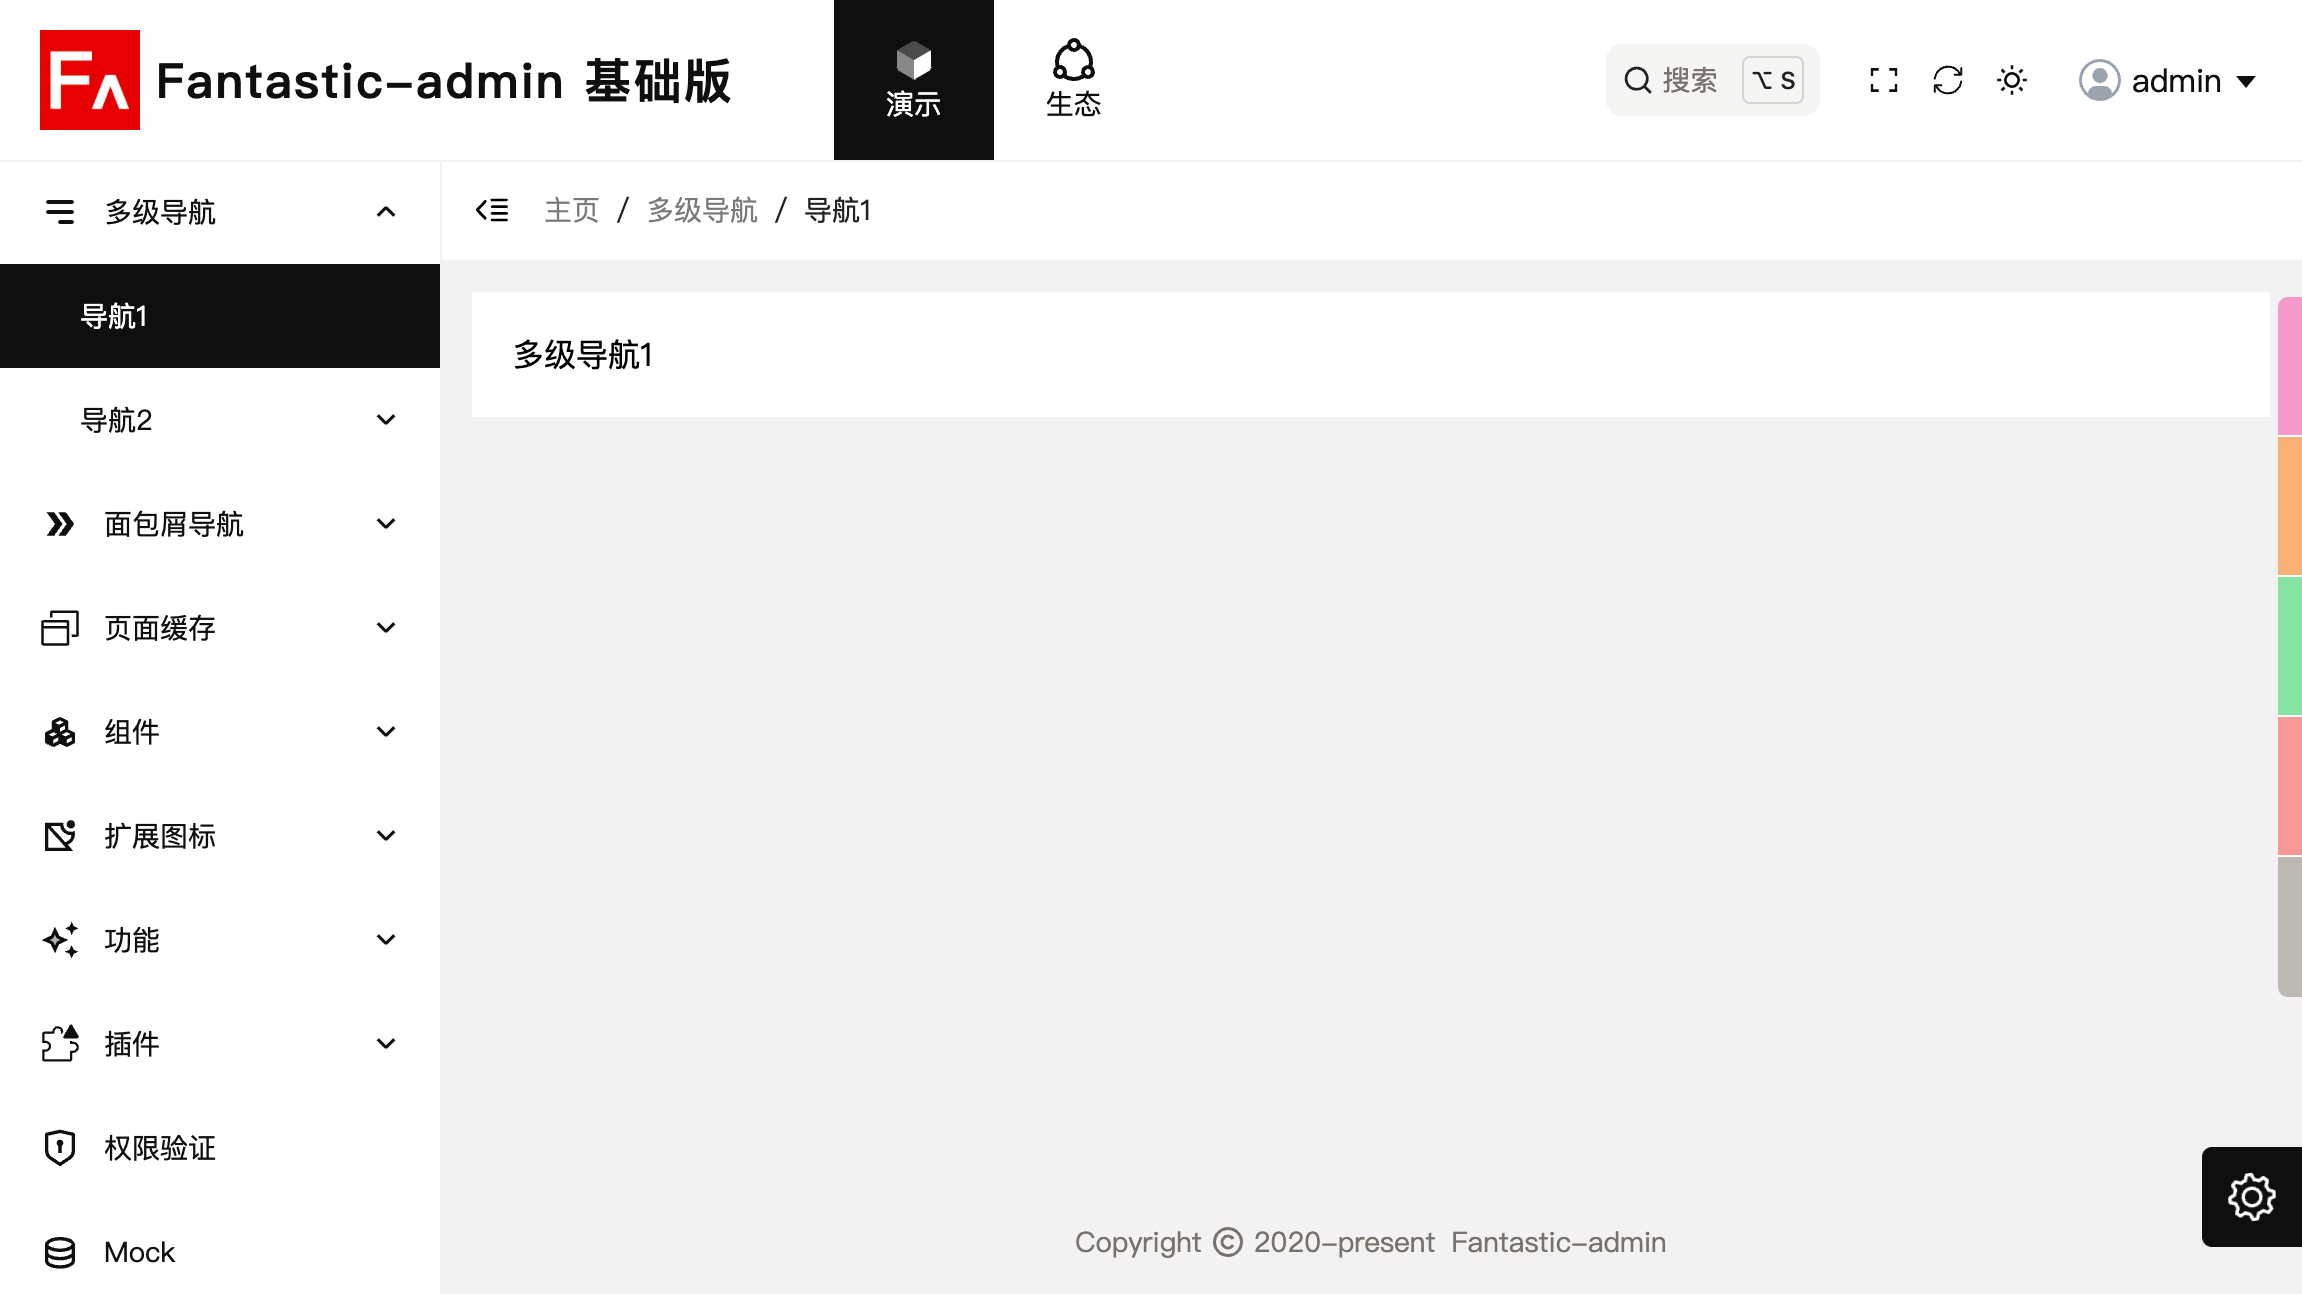 Fantastic-admin 基础版
演示
生态
搜索 ⌥ S
admin
多级导航
导航1
导航2
面包屑导航
页面缓存
组件
扩展图标
功能
插件
权限验证
Mock
主页 / 多级导航 / 导航1
多级导航1
Copyright © 2020-present Fantastic-admin